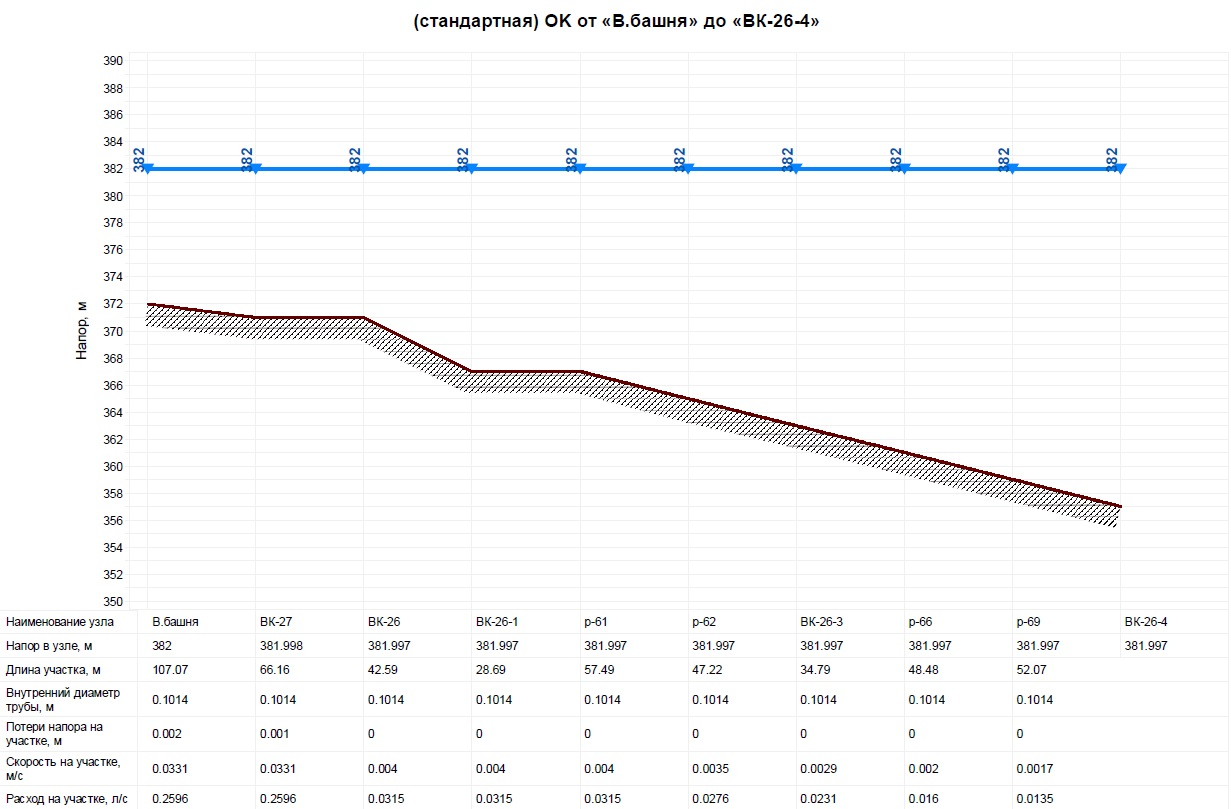 (стандартная) ОК от «В.башня» до «ВК-26-4»
390
388
386
384
382 382 382 382 382 382 382 382 382 382
382
380
378
376
374
372
370
368
366
364
362
360
358
356
354
352
350
Напор, м
Наименование узла В.башня ВК-27 ВК-26 ВК-26-1 р-61 р-62 ВК-26-3 р-66 р-69 ВК-26-4
Напор в узле, м 382 381.998 381.997 381.997 381.997 381.997 381.997 381.997 381.997 381.997
Длина участка, м 107.07 66.16 42.59 28.69 57.49 47.22 34.79 48.48 52.07
Внутренний диаметр
трубы, м 0.1014 0.1014 0.1014 0.1014 0.1014 0.1014 0.1014 0.1014 0.1014
Потери напора на
участке, м 0.002 0.001 0 0 0 0 0 0 0
Скорость на участке,
м/с 0.0331 0.0331 0.004 0.004 0.004 0.0035 0.0029 0.002 0.0017
Расход на участке, л/с 0.2596 0.2596 0.0315 0.0315 0.0315 0.0276 0.0231 0.016 0.0135